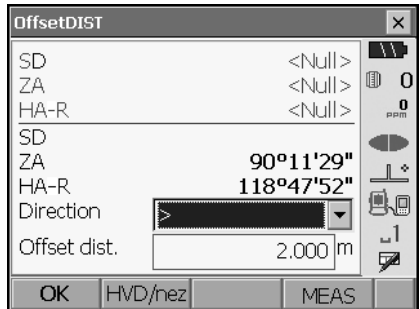 OffsetDIST
SD <Null>
ZA <Null>
HA-R <Null>
0
0
ppm
SD
ZA 90°11'29"
HA-R 118°47'52"
Direction >
Offset dist. 2.000 m
1
OK HVD/nez MEAS